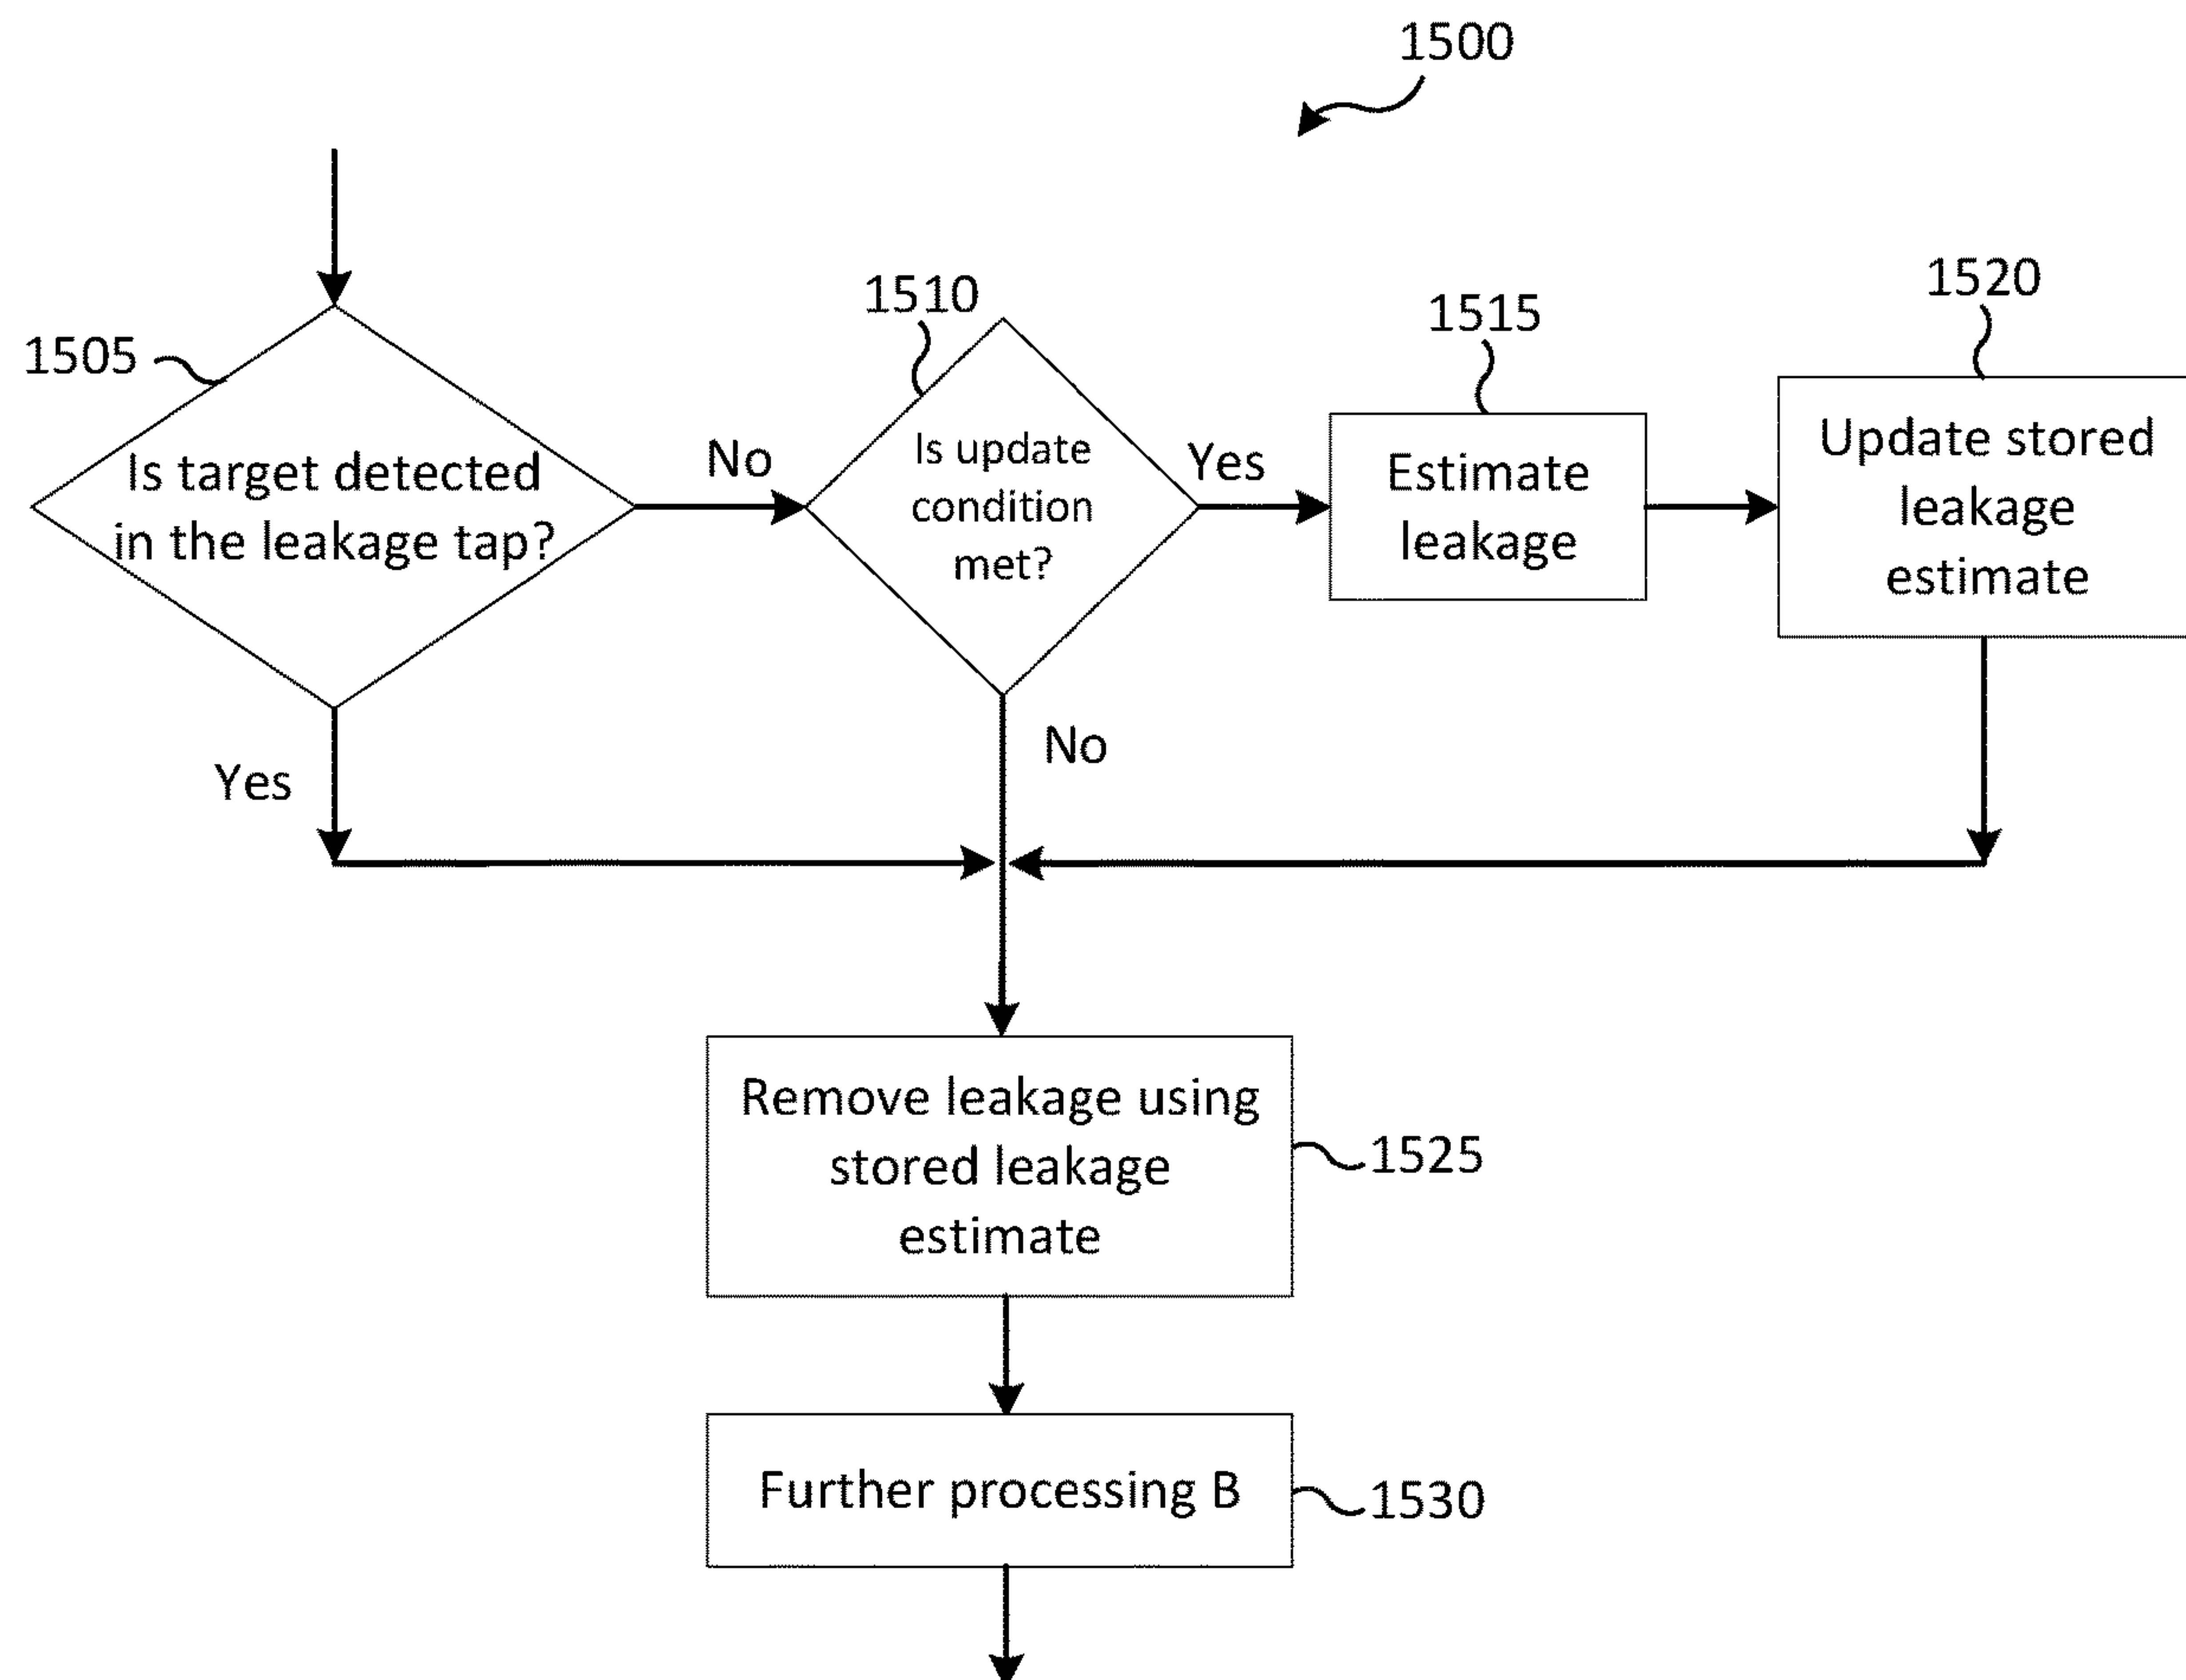 1500
1505
Is target detected
in the leakage tap?
No
1510
Is update
condition
met?
Yes
1515
Estimate
leakage
1520
Update stored
leakage
estimate
Yes
No
Remove leakage using
stored leakage
estimate
1525
Further processing B
1530